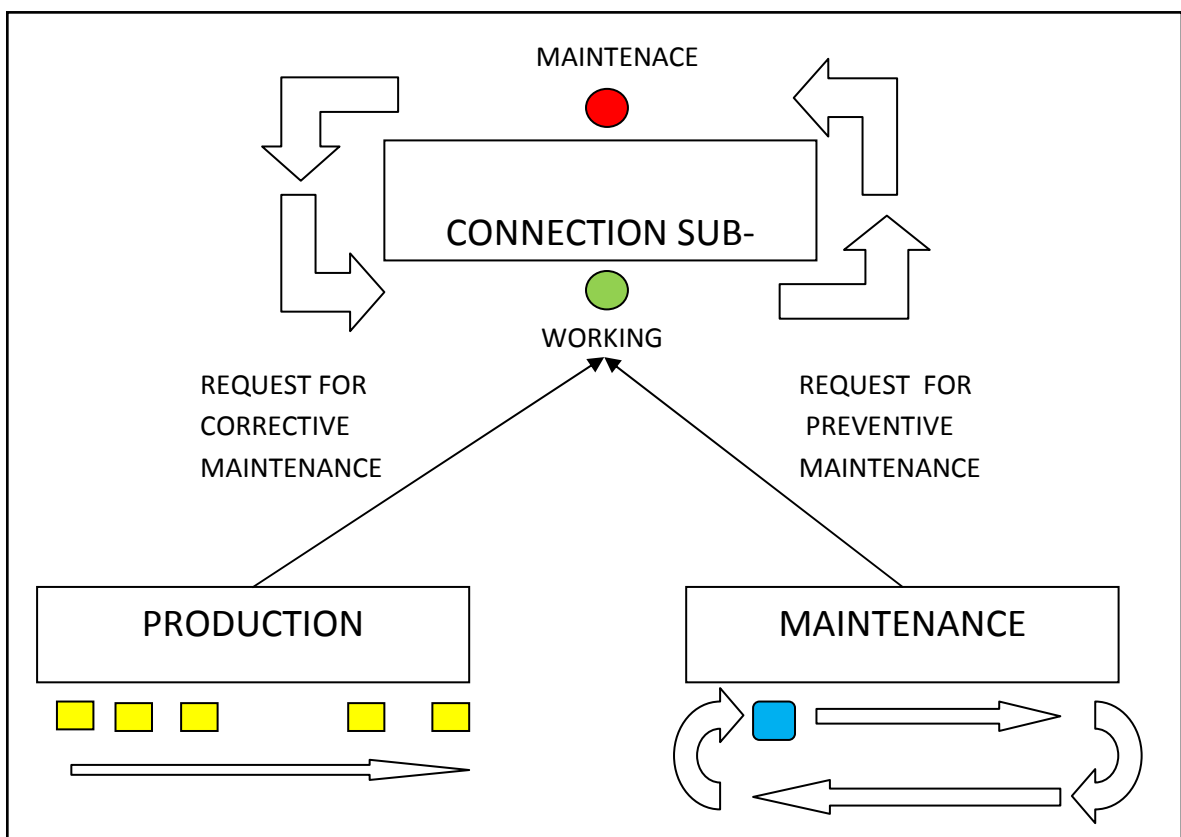 MAINTENACE
CONNECTION SUB-
WORKING
REQUEST FOR
CORRECTIVE
MAINTENANCE
REQUEST FOR
PREVENTIVE
MAINTENANCE
PRODUCTION
MAINTENANCE